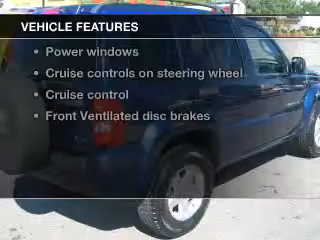 VEHICLE FEATURES
• Power windows
• Cruise controls on steering wheel
• Cruise control
• Front Ventilated disc brakes